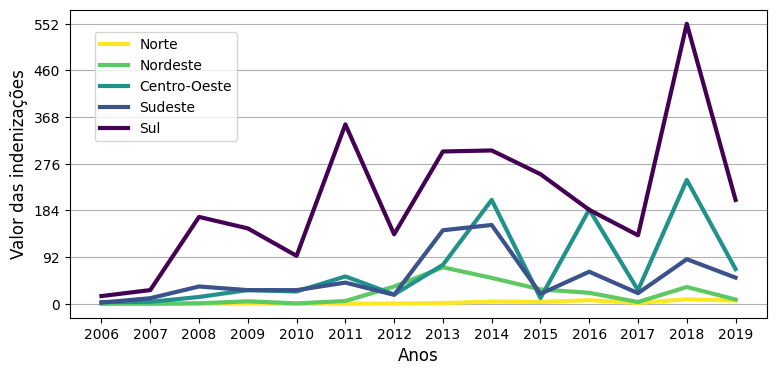 Valor das indenizações
552
460
368
276
184
92
0
Norte
Nordeste
Centro-Oeste
Sudeste
Sul
2006 2007 2008 2009 2010 2011 2012 2013 2014 2015 2016 2017 2018 2019
Anos